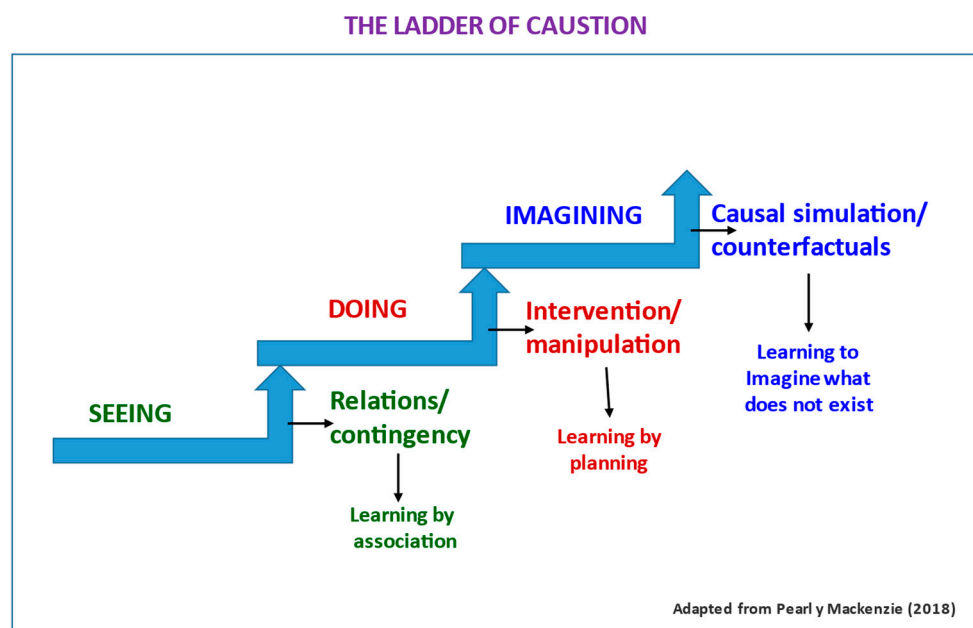 THE LADDER OF CAUSTION
IMAGINING
Causal simulation/
counterfactuals
Learning to
Imagine what
does not exist
DOING
Intervention/
manipulation
Learning by
planning
SEEING
Relations/
contingency
Learning by
association
Adapted from Pearl y Mackenzie (2018)